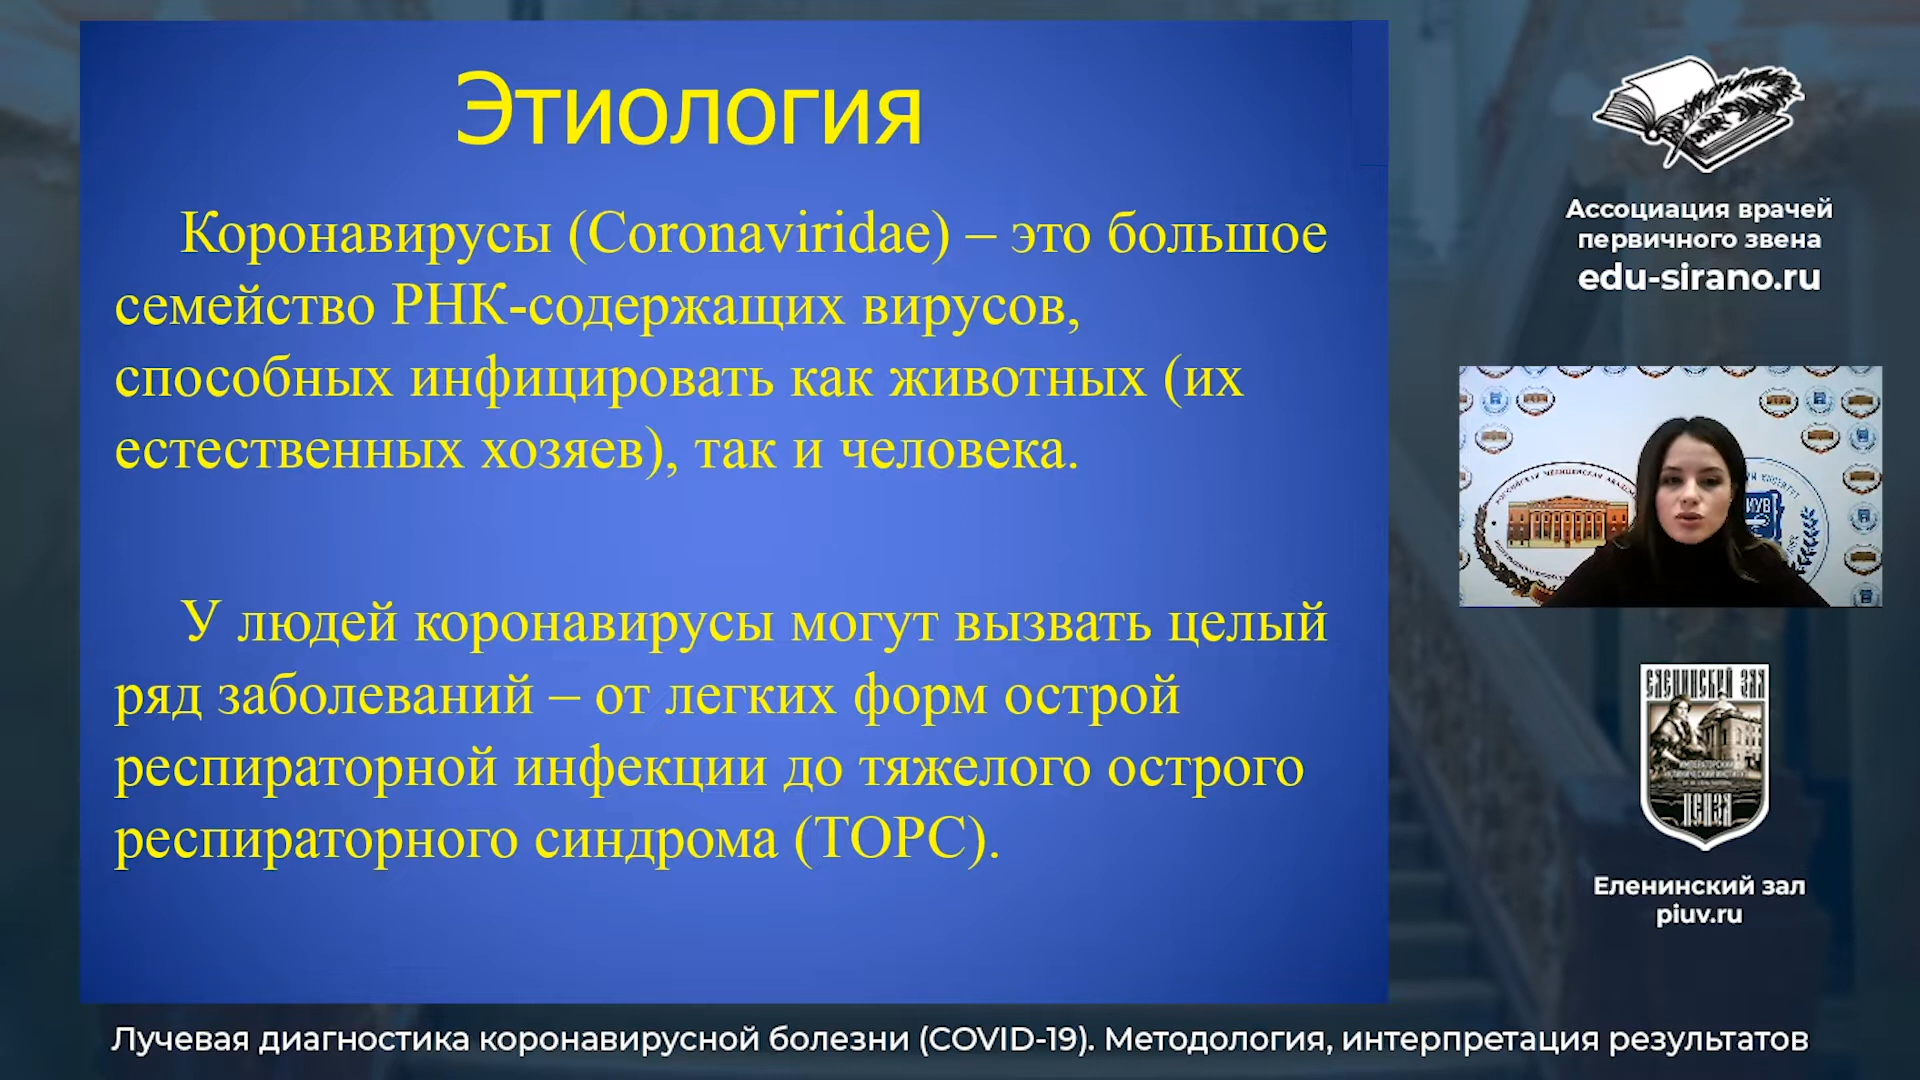 Этиология
Коронавирусы (Coronaviridae) – это большое
семейство РНК-содержащих вирусов,
способных инфицировать как животных (их
естественных хозяев), так и человека.
У людей коронавирусы могут вызвать целый
ряд заболеваний – от легких форм острой
респираторной инфекции до тяжелого острого
респираторного синдрома (ТОРС).
Ассоциация врачей
первичного звена
edu-sirano.ru
ЕЛЕНИНСКИЙ ЗАЛ
ПЕНЗА
Еленинский зал
piuv.ru
Лучевая диагностика коронавирусной болезни (COVID-19). Методология, интерпретация результатов